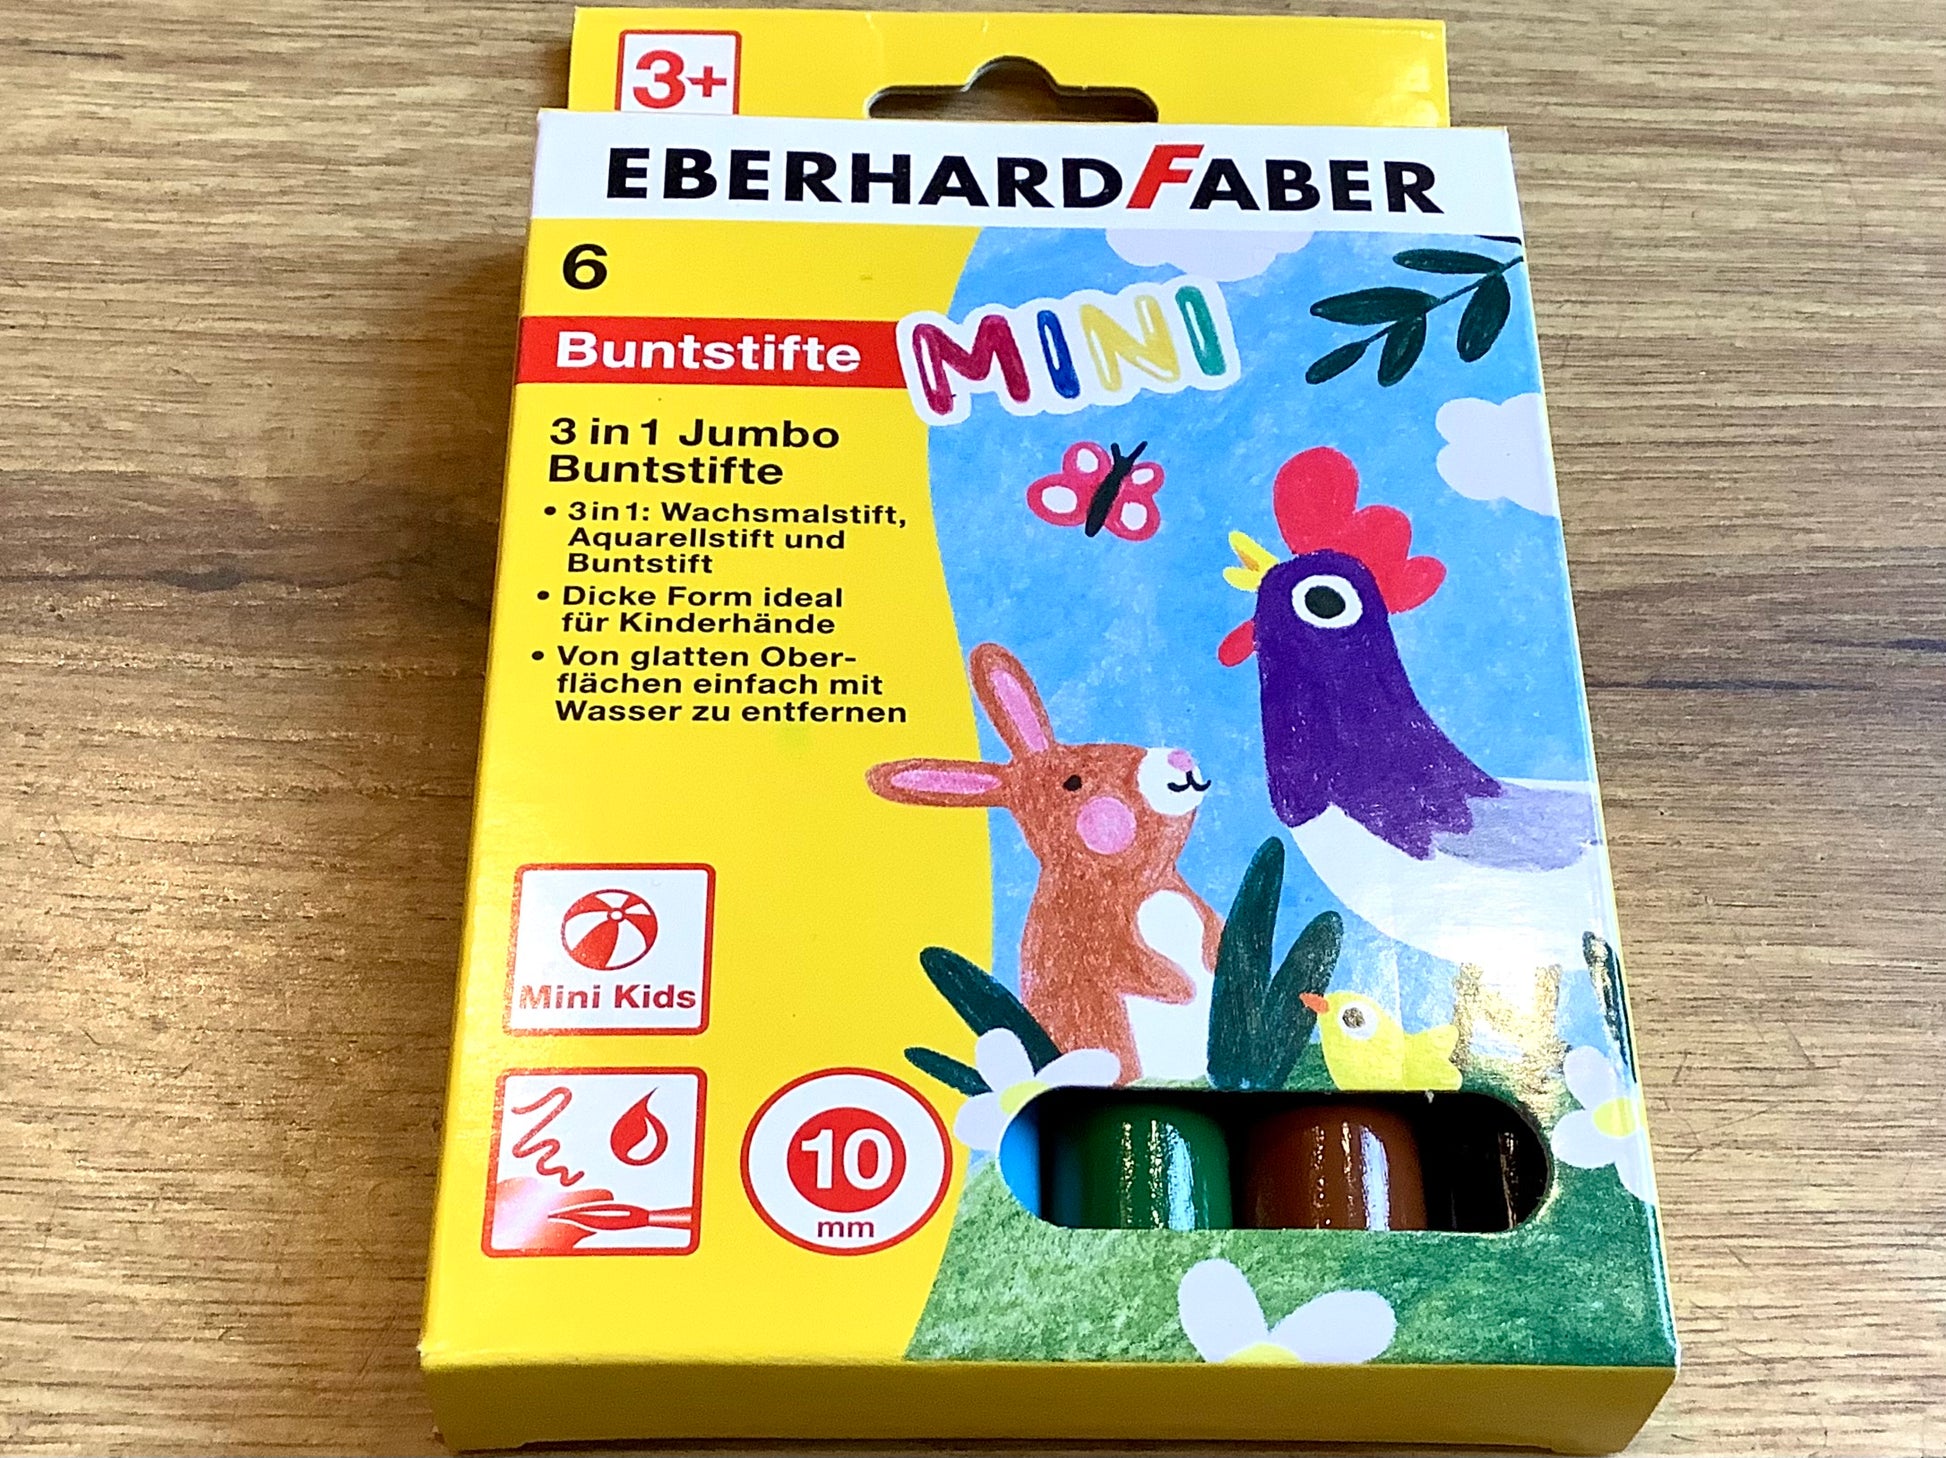 3+
EBERHARDFABER
6
Buntstifte
MINI
3 in 1 Jumbo
Buntstifte
• 3 in 1: Wachsmalstift,
Aquarellstift und
Buntstift
• Dicke Form ideal
für Kinderhände
• Von glatten Ober-
flächen einfach mit
Wasser zu entfernen
Mini Kids
10
mm